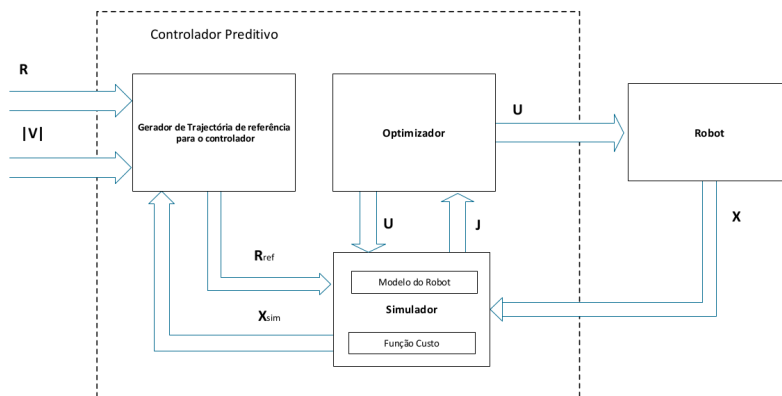 Controlador Preditivo
R
|V|
Gerador de Trajectória de referência
para o controlador
Optimizador
U
Robot
U
J
X
Rref
Modelo do Robot
Simulador
Xsim
Função Custo